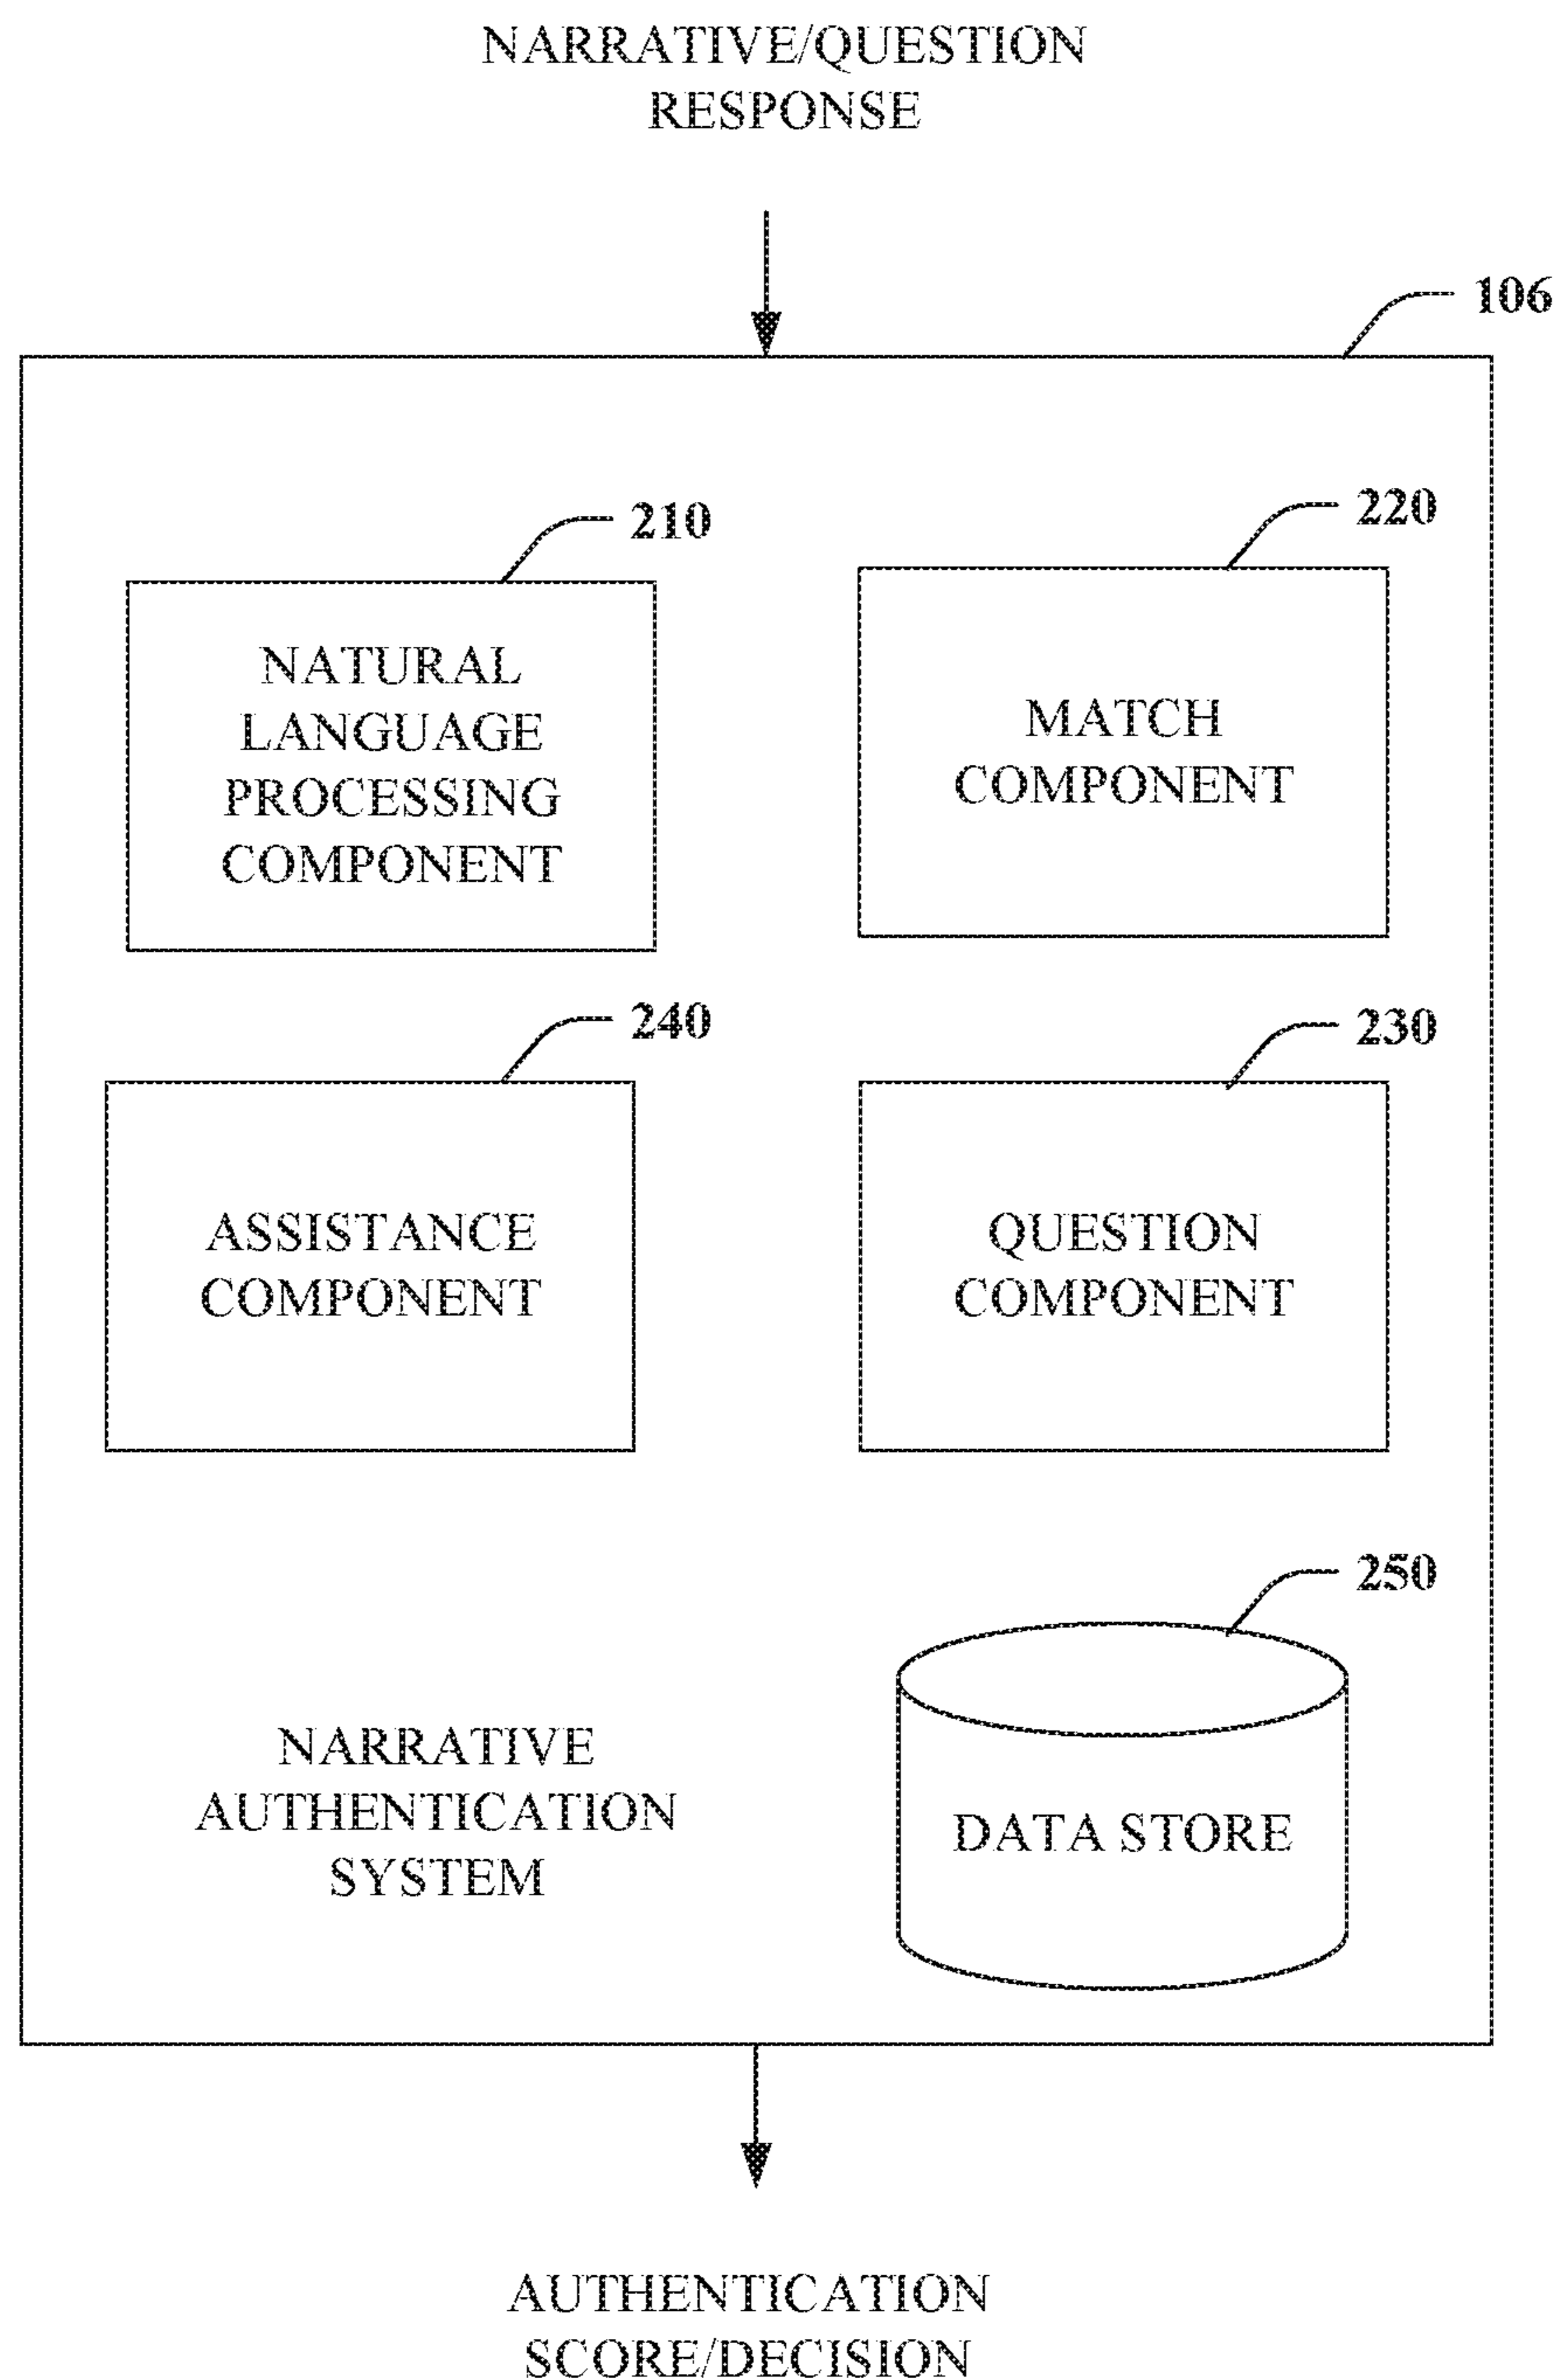 NARRATIVE/QUESTION
RESPONSE
106
210
220
NATURAL
LANGUAGE
PROCESSING
COMPONENT
MATCH
COMPONENT
240
230
ASSISTANCE
COMPONENT
QUESTION
COMPONENT
250
NARRATIVE
AUTHENTICATION
SYSTEM
DATA STORE
AUTHENTICATION
SCORE/DECISION